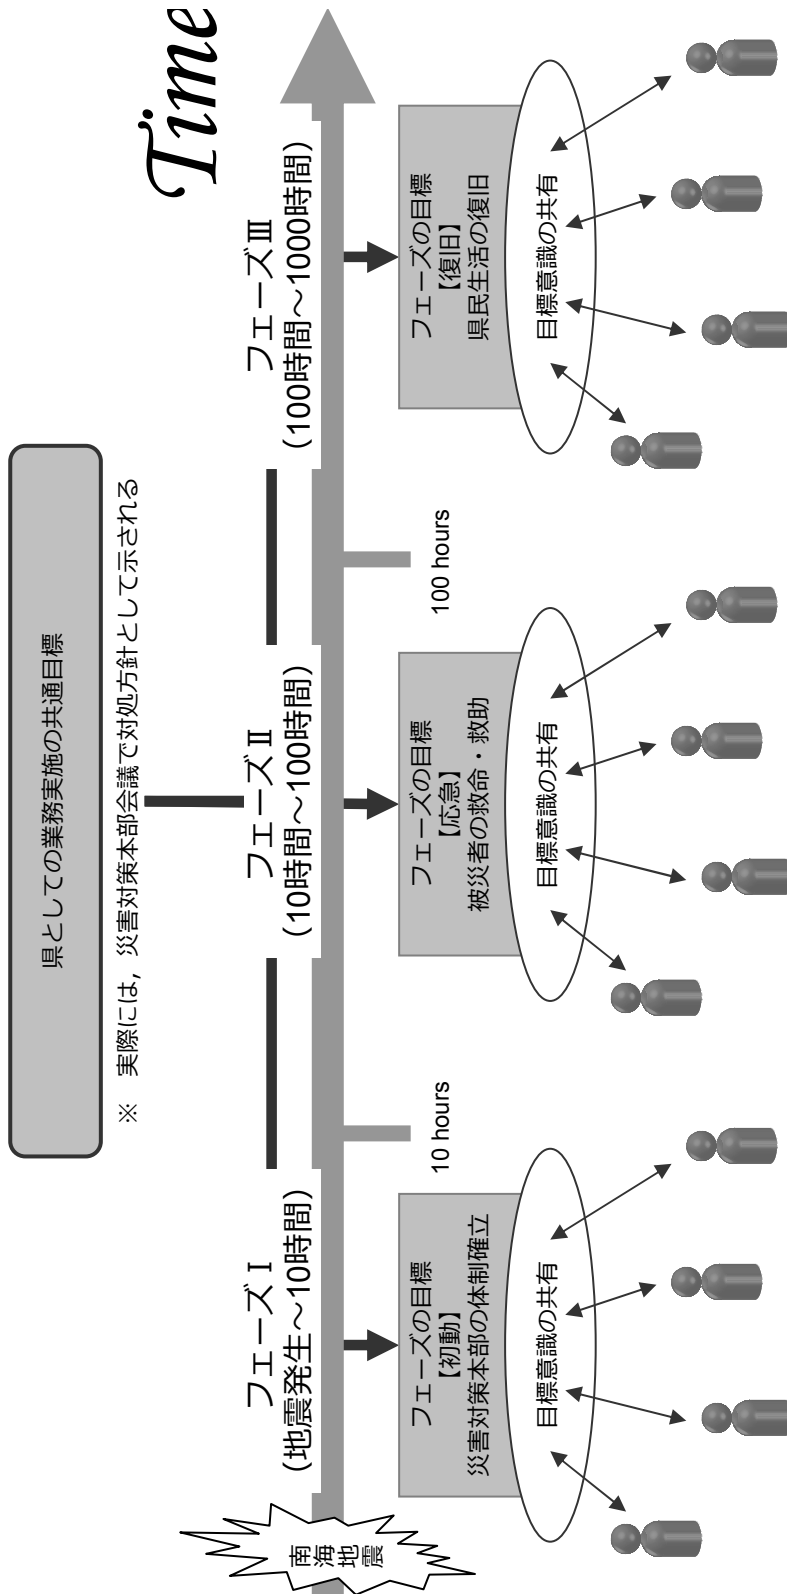 県としての業務実施の共通目標
※　実際には，災害対策本部会議で対処方針として示される
Time
フェーズⅠ
(地震発生～10時間)
フェーズⅡ
(10時間～100時間)
フェーズⅢ
(100時間～1000時間)
南海
地震
10 hours
100 hours
フェーズの目標
【初動】
災害対策本部の体制確立
目標意識の共有
フェーズの目標
【応急】
被災者の救命・救助
目標意識の共有
フェーズの目標
【復旧】
県民生活の復旧
目標意識の共有